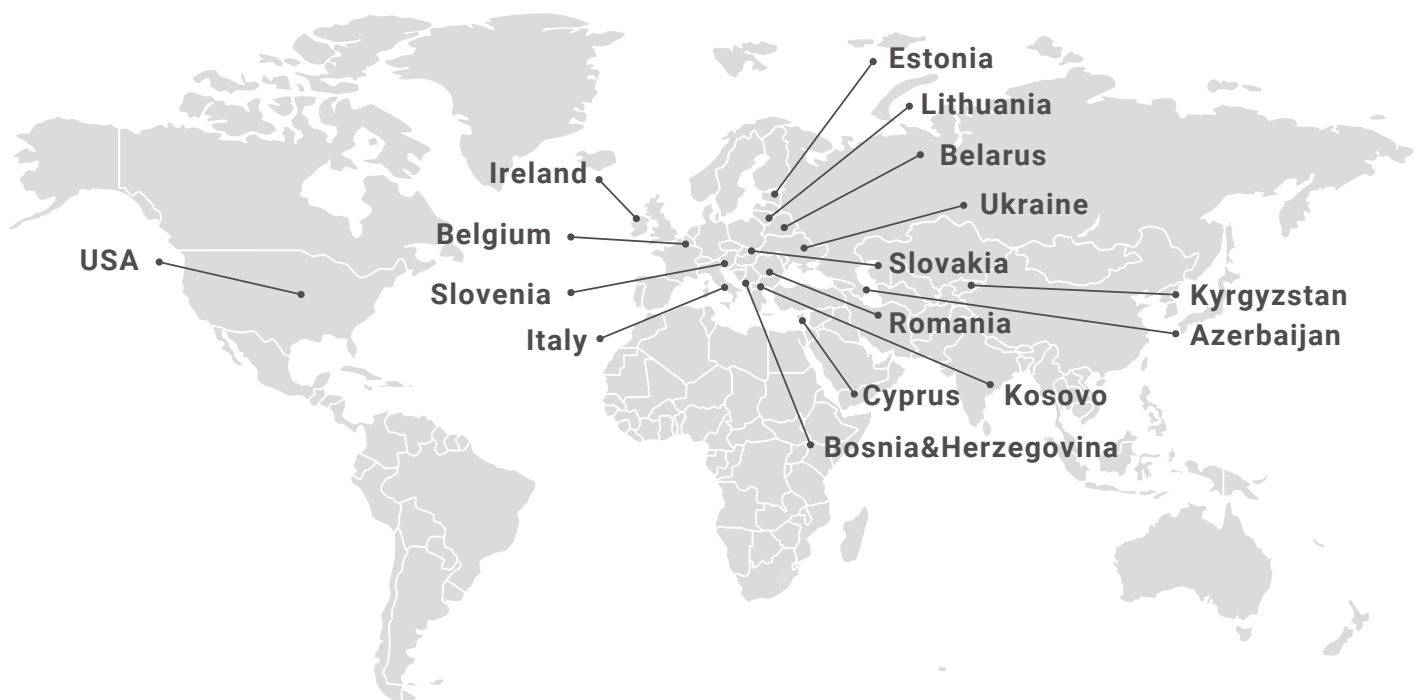 Estonia
Lithuania
Belarus
Ireland
Ukraine
Belgium
USA
Slovakia
Slovenia
Kyrgyzstan
Romania
Azerbaijan
Italy
Cyprus
Kosovo
Bosnia&Herzegovina